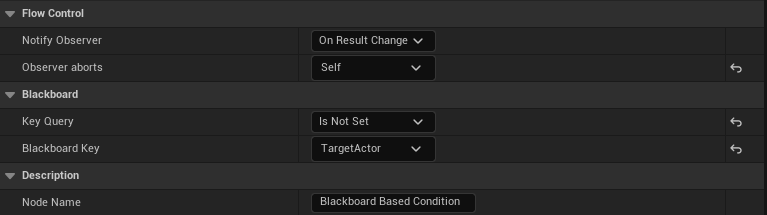 Flow Control
Notify Observer On Result Change
Observer aborts Self
Blackboard
Key Query Is Not Set
Blackboard Key TargetActor
Description
Node Name Blackboard Based Condition